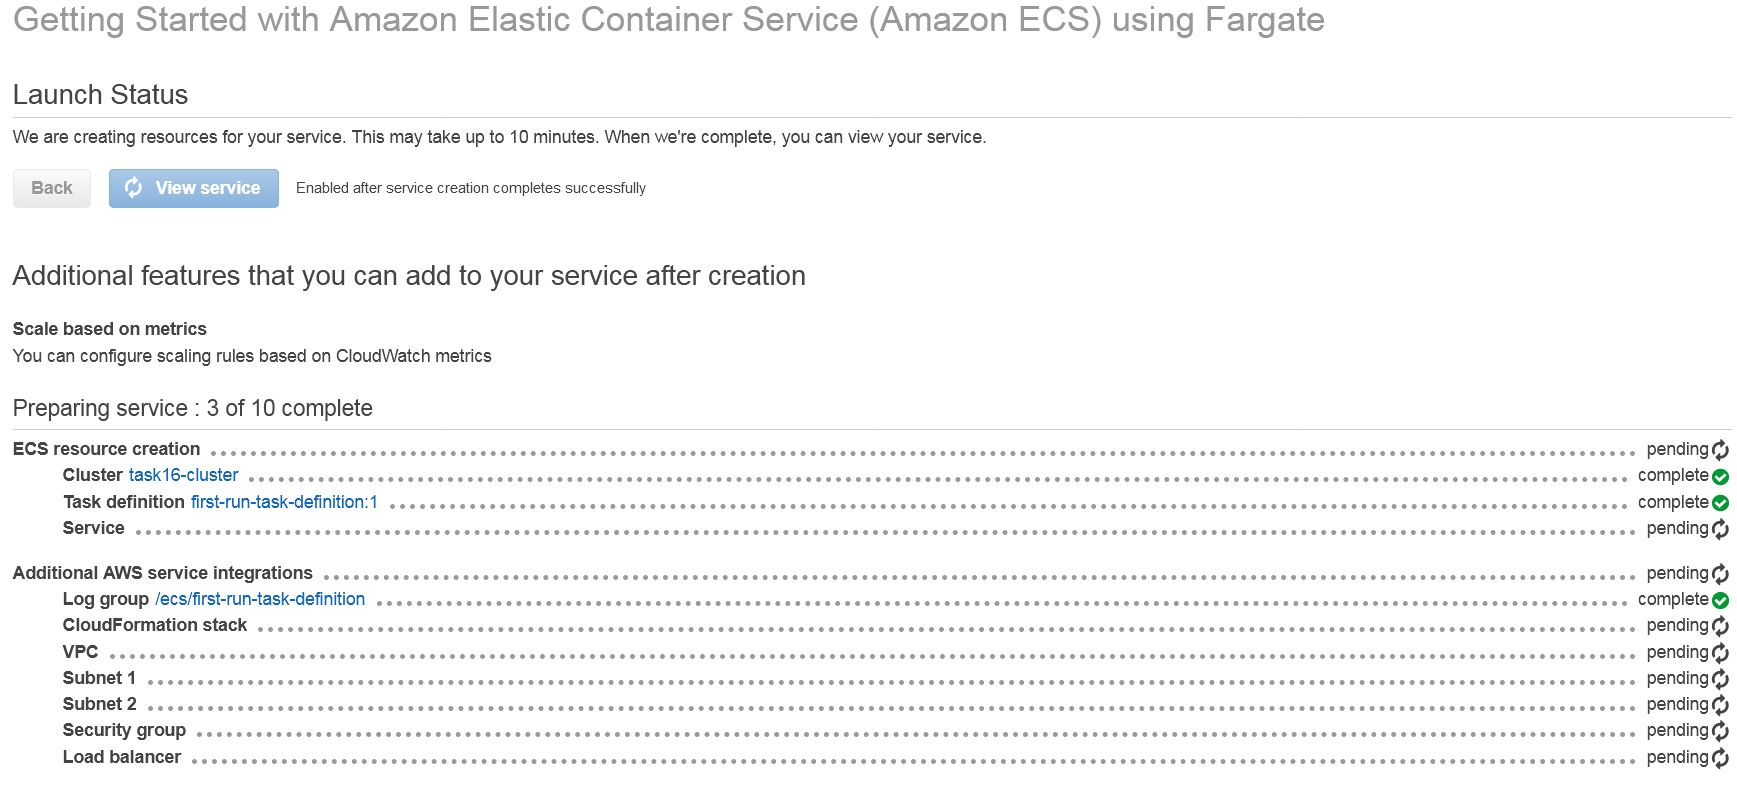 Getting Started with Amazon Elastic Container Service (Amazon ECS) using Fargate
Launch Status
We are creating resources for your service. This may take up to 10 minutes. When we're complete, you can view your service.
Back View service Enabled after service creation completes successfully
Additional features that you can add to your service after creation
Scale based on metrics
You can configure scaling rules based on CloudWatch metrics
Preparing service : 3 of 10 complete
ECS resource creation pending
Cluster task16-cluster complete
Task definition first-run-task-definition:1 complete
Service pending
Additional AWS service integrations pending
Log group /ecs/first-run-task-definition complete
CloudFormation stack pending
VPC pending
Subnet 1 pending
Subnet 2 pending
Security group pending
Load balancer pending